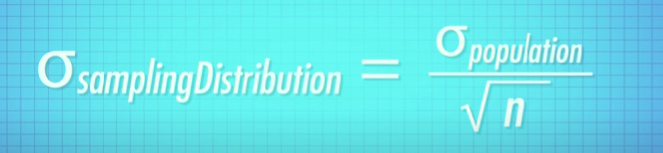 σsamplingDistribution = σpopulation / √n